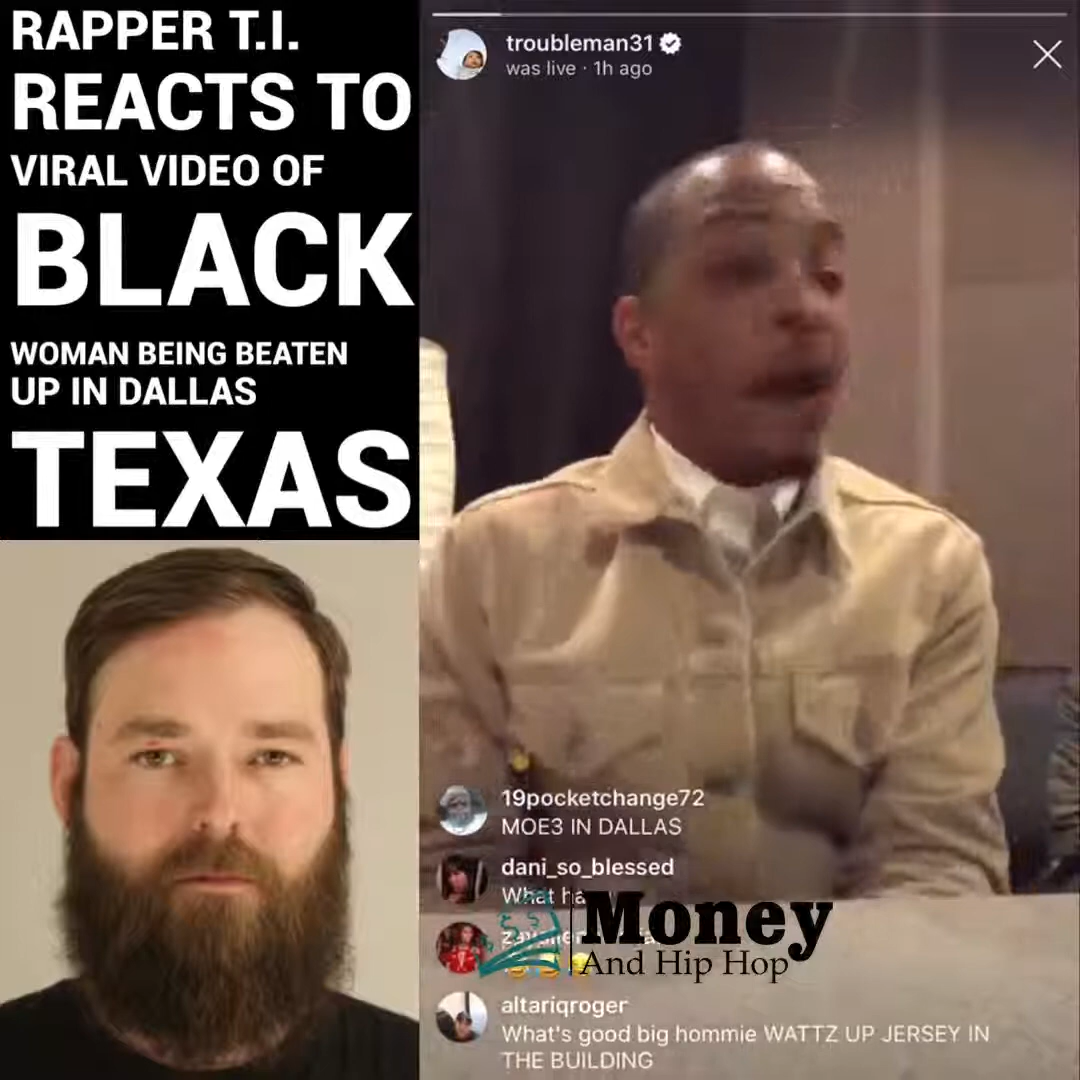 RAPPER T.I.
REACTS TO
VIRAL VIDEO OF
BLACK
WOMAN BEING BEATEN
UP IN DALLAS
TEXAS
troubleman31
was live · 1h ago
19pocketchange72
MOE3 IN DALLAS
dani_so_blessed
What ha
Money
And Hip Hop
altariqroger
What's good big hommie WATTZ UP JERSEY IN
THE BUILDING